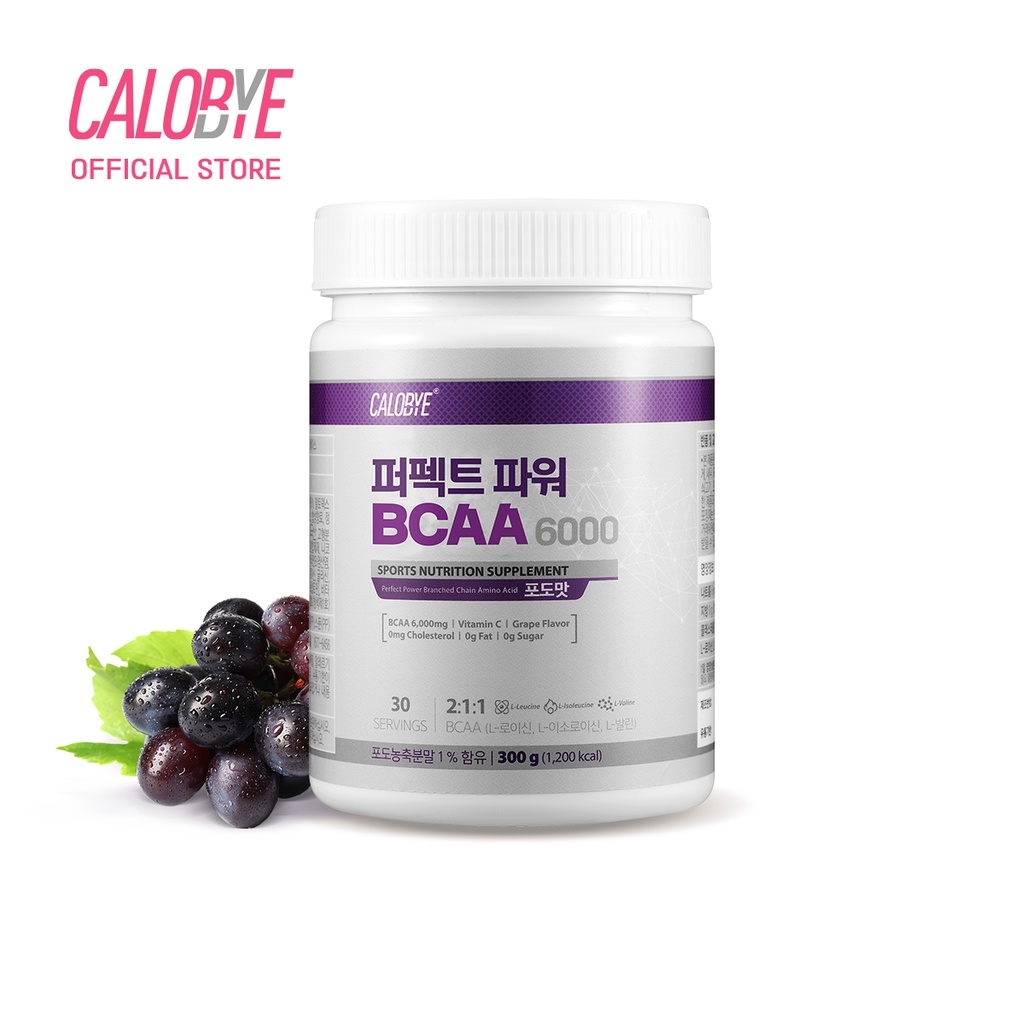 CALOBYE
OFFICIAL STORE
CALOBYE®
퍼펙트 파워
BCAA 6000
SPORTS NUTRITION SUPPLEMENT
Perfect Power Branched Chain Amino Acid 포도맛
BCAA 6,000mg | Vitamin C | Grape Flavor
0mg Cholesterol | 0g Fat | 0g Sugar
30
SERVINGS
2:1:1 L-Leucine L-Isoleucine L-Valine
BCAA (L-로이신, L-이소로이신, L-발린)
포도농축분말 1% 함유 | 300 g (1,200 kcal)